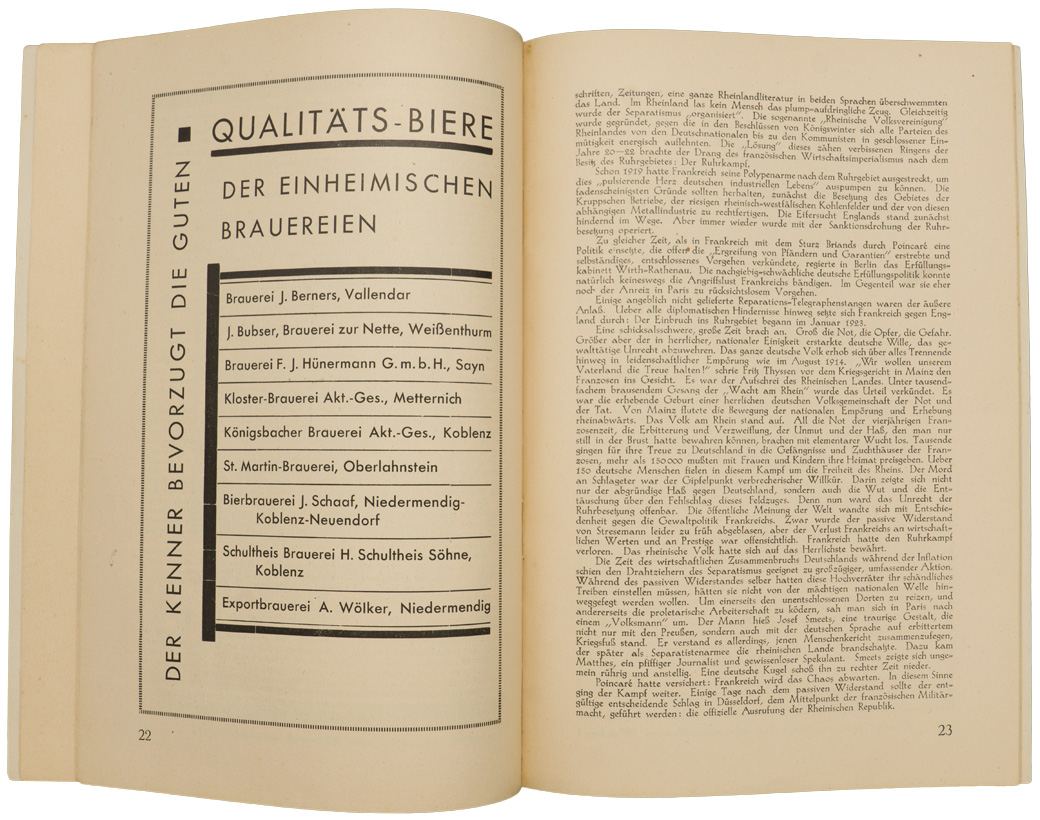 DER KENNER BEVORZUGT DIE GUTEN
QUALITÄTS-BIERE
DER EINHEIMISCHEN
BRAUEREIEN
Brauerei J. Berners, Vallendar
J. Bubser, Brauerei zur Nette, Weißenthurm
Brauerei F. J. Hünermann G. m. b. H., Sayn
Kloster-Brauerei Akt.-Ges., Metternich
Königsbacher Brauerei Akt.-Ges., Koblenz
St. Martin-Brauerei, Oberlahnstein
Bierbrauerei J. Schaaf, Niedermendig-
Koblenz-Neuendorf
Schultheis Brauerei H. Schultheis Söhne,
Koblenz
Exportbrauerei A. Wölker, Niedermendig
22
schriften, Zeitungen, eine ganze Rheinlandliteratur in beiden Sprachen überschwemmten
das Land. Im Rheinland las kein Mensch das plump-aufdringliche Zeug. Gleichzeitig
wurde der Separatismus „organisiert". Die sogenannte „Rheinische Volksvereinigung"
wurde gegründet, gegen die in den Beschlüssen von Königswinter sich alle Parteien des
Rheinlandes von den Deutschnationalen bis zu den Kommunisten in geschlossener Ein-
mütigkeit energisch auflehnten. Die „Lösung" dieses zähen verbissenen Ringens der
Jahre 20—22 brachte der Drang des französischen Wirtschaftsimperialismus nach dem
Besitz des Ruhrgebietes: Der Ruhrkampf.
Schon 1919 hatte Frankreich seine Polypenarme nach dem Ruhrgebiet ausgestreckt, um
dies „pulsierende Herz deutschen industriellen Lebens" auspumpen zu können. Die
fadenscheinigsten Gründe sollten herhalten, zunächst die Besetzung des Gebietes der
Kruppschen Betriebe, der riesigen rheinisch-westfälischen Kohlenfelder und der von diesen
abhängigen Metallindustrie zu rechtfertigen. Die Eifersucht Englands stand zunächst
hindernd im Wege. Aber immer wieder wurde mit der Sanktionsdrohung der Ruhr-
besetzung operiert.
Zu gleicher Zeit, als in Frankreich mit dem Sturz Briands durch Poincaré eine
Politik einsetzte, die offen die „Ergreifung von Pfändern und Garantien" erstrebte und
selbständiges, entschlossenes Vorgehen verkündete, regierte in Berlin das Erfüllungs-
kabinett Wirth-Rathenau. Die nachgiebig-schwächliche deutsche Erfüllungspolitik konnte
natürlich keineswegs die Angriffslust Frankreichs bändigen. Im Gegenteil war sie eher
noch der Anreiz in Paris zu rücksichtslosem Vorgehen.
Einige angeblich nicht gelieferte Reparations-Telegraphenstangen waren der äußere
Anlaß. Ueber alle diplomatischen Hindernisse hinweg setzte sich Frankreich gegen Eng-
land durch: Der Einbruch ins Ruhrgebiet begann im Januar 1923.
Eine schicksalsschwere, große Zeit brach an. Groß die Not, die Opfer, die Gefahr.
Größer aber der in herrlicher, nationaler Einigkeit erstarkte deutsche Wille, das ge-
walttätige Unrecht abzuwehren. Das ganze deutsche Volk erhob sich über alles Trennende
hinweg in leidenschaftlicher Empörung wie im August 1914. „Wir wollen unserem
Vaterland die Treue halten!" schrie Fritz Thyssen vor dem Kriegsgericht in Mainz den
Franzosen ins Gesicht. Es war der Aufschrei des Rheinischen Landes. Unter tausend-
fachem brausendem Gesang der „Wacht am Rhein" wurde das Urteil verkündet. Es
war die erhebende Geburt einer herrlichen deutschen Volksgemeinschaft der Not und
der Tat. Von Mainz flutete die Bewegung der nationalen Empörung und Erhebung
rheinabwärts. Das Volk am Rhein stand auf. All die Not der vierjährigen Fran-
zosenzeit, die Erbitterung und Verzweiflung, der Unmut und der Haß, den man nur
still in der Brust hatte bewahren können, brachen mit elementarer Wucht los. Tausende
gingen für ihre Treue zu Deutschland in die Gefängnisse und Zuchthäuser der Fran-
zosen, mehr als 130000 mußten mit Frauen und Kindern ihre Heimat preisgeben. Ueber
130 deutsche Menschen fielen in diesem Kampf um die Freiheit des Rheins. Der Mord
an Schlageter war der Gipfelpunkt verbrecherischer Willkür. Darin zeigte sich nicht
nur der abgründige Haß gegen Deutschland, sondern auch die Wut und die Ent-
täuschung über den Fehlschlag dieses Feldzuges. Denn nun ward das Unrecht der
Ruhrbesetzung offenbar. Die öffentliche Meinung der Welt wandte sich mit Entschie-
denheit gegen die Gewaltpolitik Frankreichs. Zwar wurde der passive Widerstand
von Stresemann leider zu früh abgeblasen, aber der Verlust Frankreichs an wirtschaft-
lichen Werten und an Prestige war offensichtlich. Frankreich hatte den Ruhrkampf
verloren. Das rheinische Volk hatte sich auf das Herrlichste bewährt.
Die Zeit des wirtschaftlichen Zusammenbruchs Deutschlands während der Inflation
schien den Drahtziehern des Separatismus geeignet zu großzügiger, umfassender Aktion.
Während des passiven Widerstandes selber hatten diese Hochverräter ihr schändliches
Treiben einstellen müssen, hätten sie nicht von der mächtigen nationalen Welle hin-
weggefegt werden wollen. Um einerseits den unentschlossenen Dorten zu reizen, und
andererseits die proletarische Arbeiterschaft zu ködern, sah man sich in Paris nach
einem „Volksmann" um. Der Mann hieß Josef Smeets, eine traurige Gestalt, die
nicht nur mit den Preußen, sondern auch mit der deutschen Sprache auf erbittertem
Kriegsfuß stand. Er verstand es allerdings, jenen Menschenkericht zusammenzufegen,
der später als Separatistenarmee die rheinischen Lande brandschatzte. Dazu kam
Matthes, ein pfiffiger Journalist und gewissenloser Spekulant. Smeets zeigte sich unge-
mein rührig und anstellig. Eine deutsche Kugel schoß ihn zu rechter Zeit nieder.
Poincaré hatte versichert: Frankreich wird das Chaos abwarten. In diesem Sinne
ging der Kampf weiter. Einige Tage nach dem passiven Widerstand sollte der ent-
gültige entscheidende Schlag in Düsseldorf, dem Mittelpunkt der französischen Militär-
macht, geführt werden: die offizielle Ausrufung der Rheinischen Republik.
23